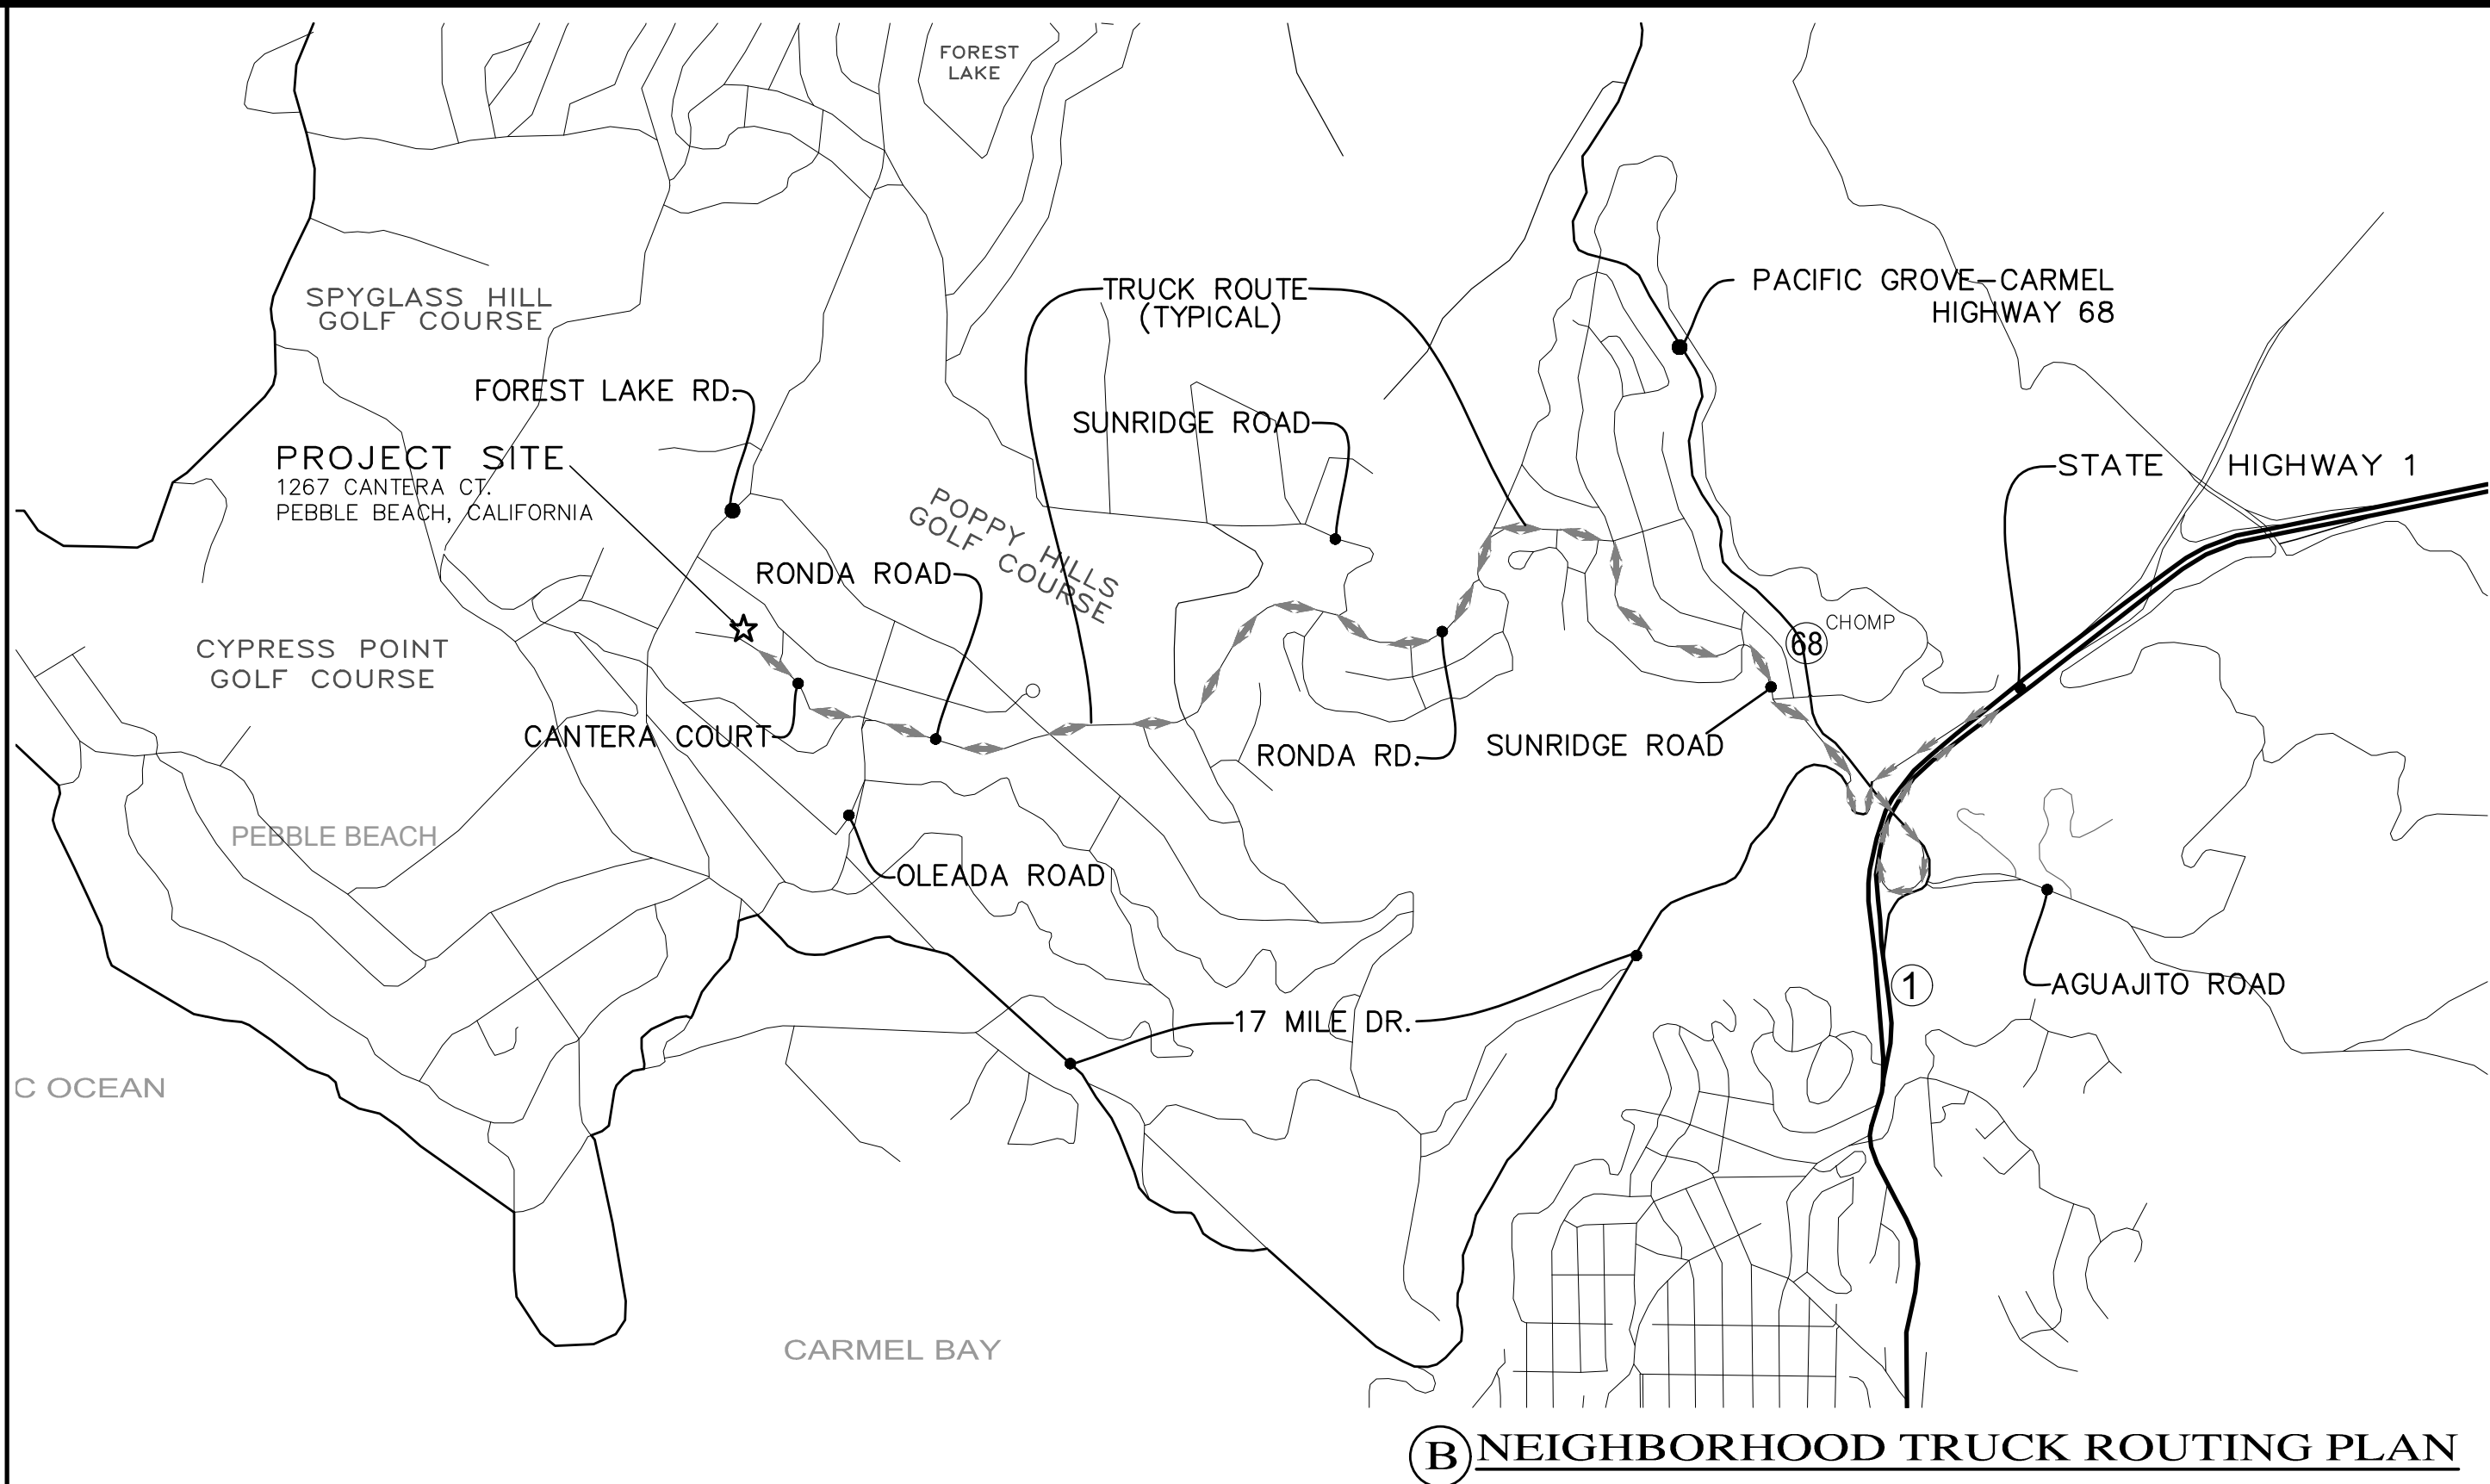 FOREST
LAKE
SPYGLASS HILL
GOLF COURSE
TRUCK ROUTE
(TYPICAL)
PACIFIC GROVE-CARMEL
HIGHWAY 68
FOREST LAKE RD.
SUNRIDGE ROAD
PROJECT SITE
1267 CANTERA CT.
PEBBLE BEACH, CALIFORNIA
STATE HIGHWAY 1
POPPY HILLS
GOLF COURSE
RONDA ROAD
CHOMP
68
CYPRESS POINT
GOLF COURSE
CANTERA COURT
RONDA RD.
SUNRIDGE ROAD
PEBBLE BEACH
OLEADA ROAD
1
AGUAJITO ROAD
17 MILE DR.
C OCEAN
CARMEL BAY
B NEIGHBORHOOD TRUCK ROUTING PLAN